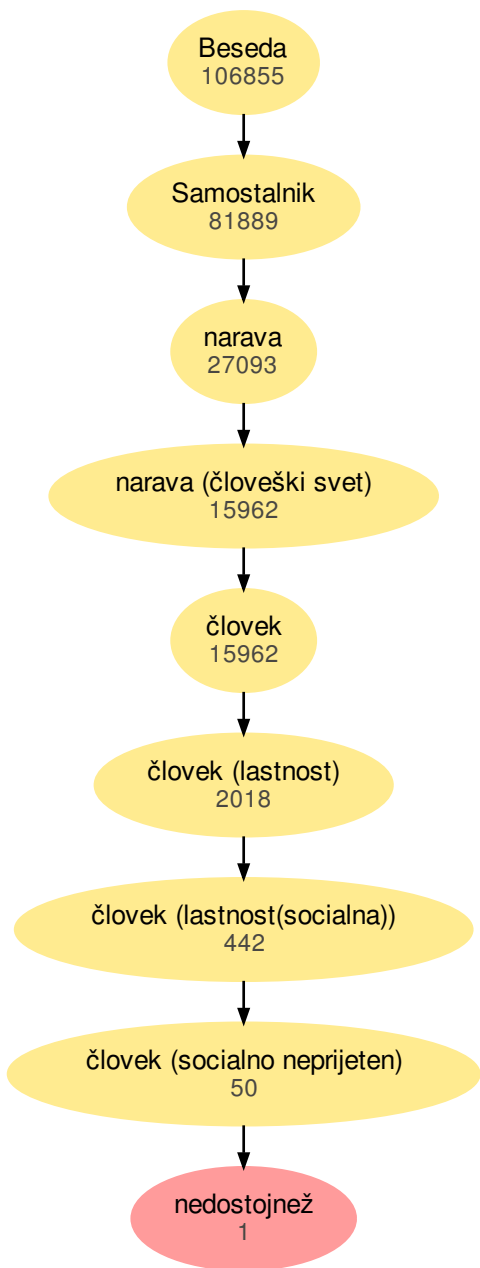 Beseda
106855
Samostalnik
81889
narava
27093
narava (človeški svet)
15962
človek
15962
človek (lastnost)
2018
človek (lastnost(socialna))
442
človek (socialno neprijeten)
50
nedostojnež
1